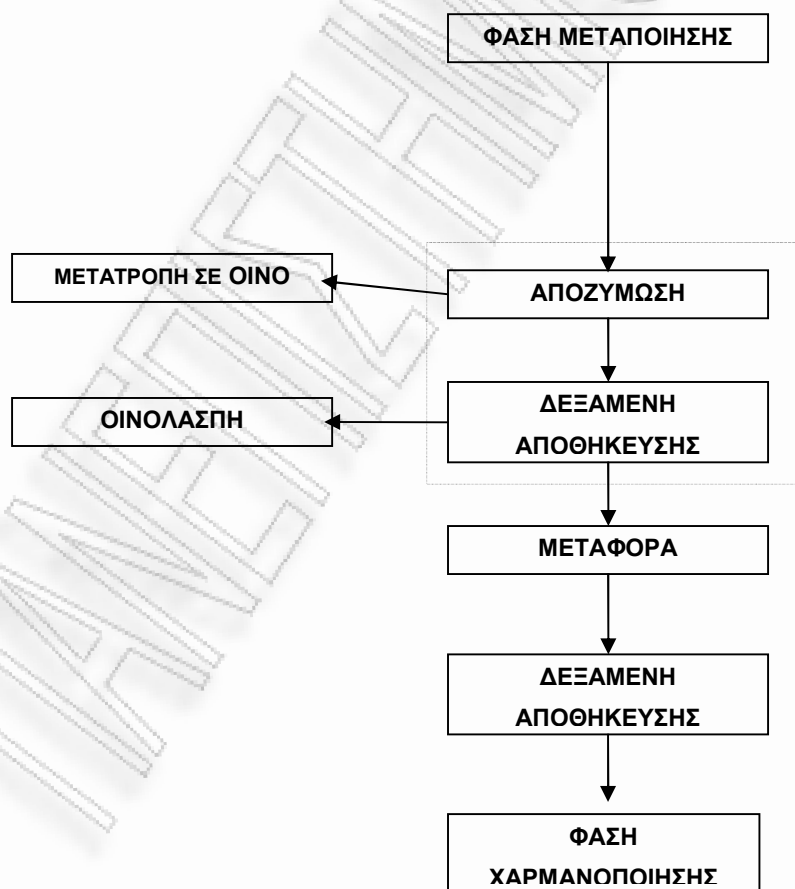 ΦΑΣΗ ΜΕΤΑΠΟΙΗΣΗΣ
ΜΕΤΑΤΡΟΠΗ ΣΕ ΟΙΝΟ
ΑΠΟΖΥΜΩΣΗ
ΟΙΝΟΛΑΣΠΗ
ΔΕΞΑΜΕΝΗ
ΑΠΟΘΗΚΕΥΣΗΣ
ΜΕΤΑΦΟΡΑ
ΔΕΞΑΜΕΝΗ
ΑΠΟΘΗΚΕΥΣΗΣ
ΦΑΣΗ
ΧΑΡΜΑΝΟΠΟΙΗΣΗΣ